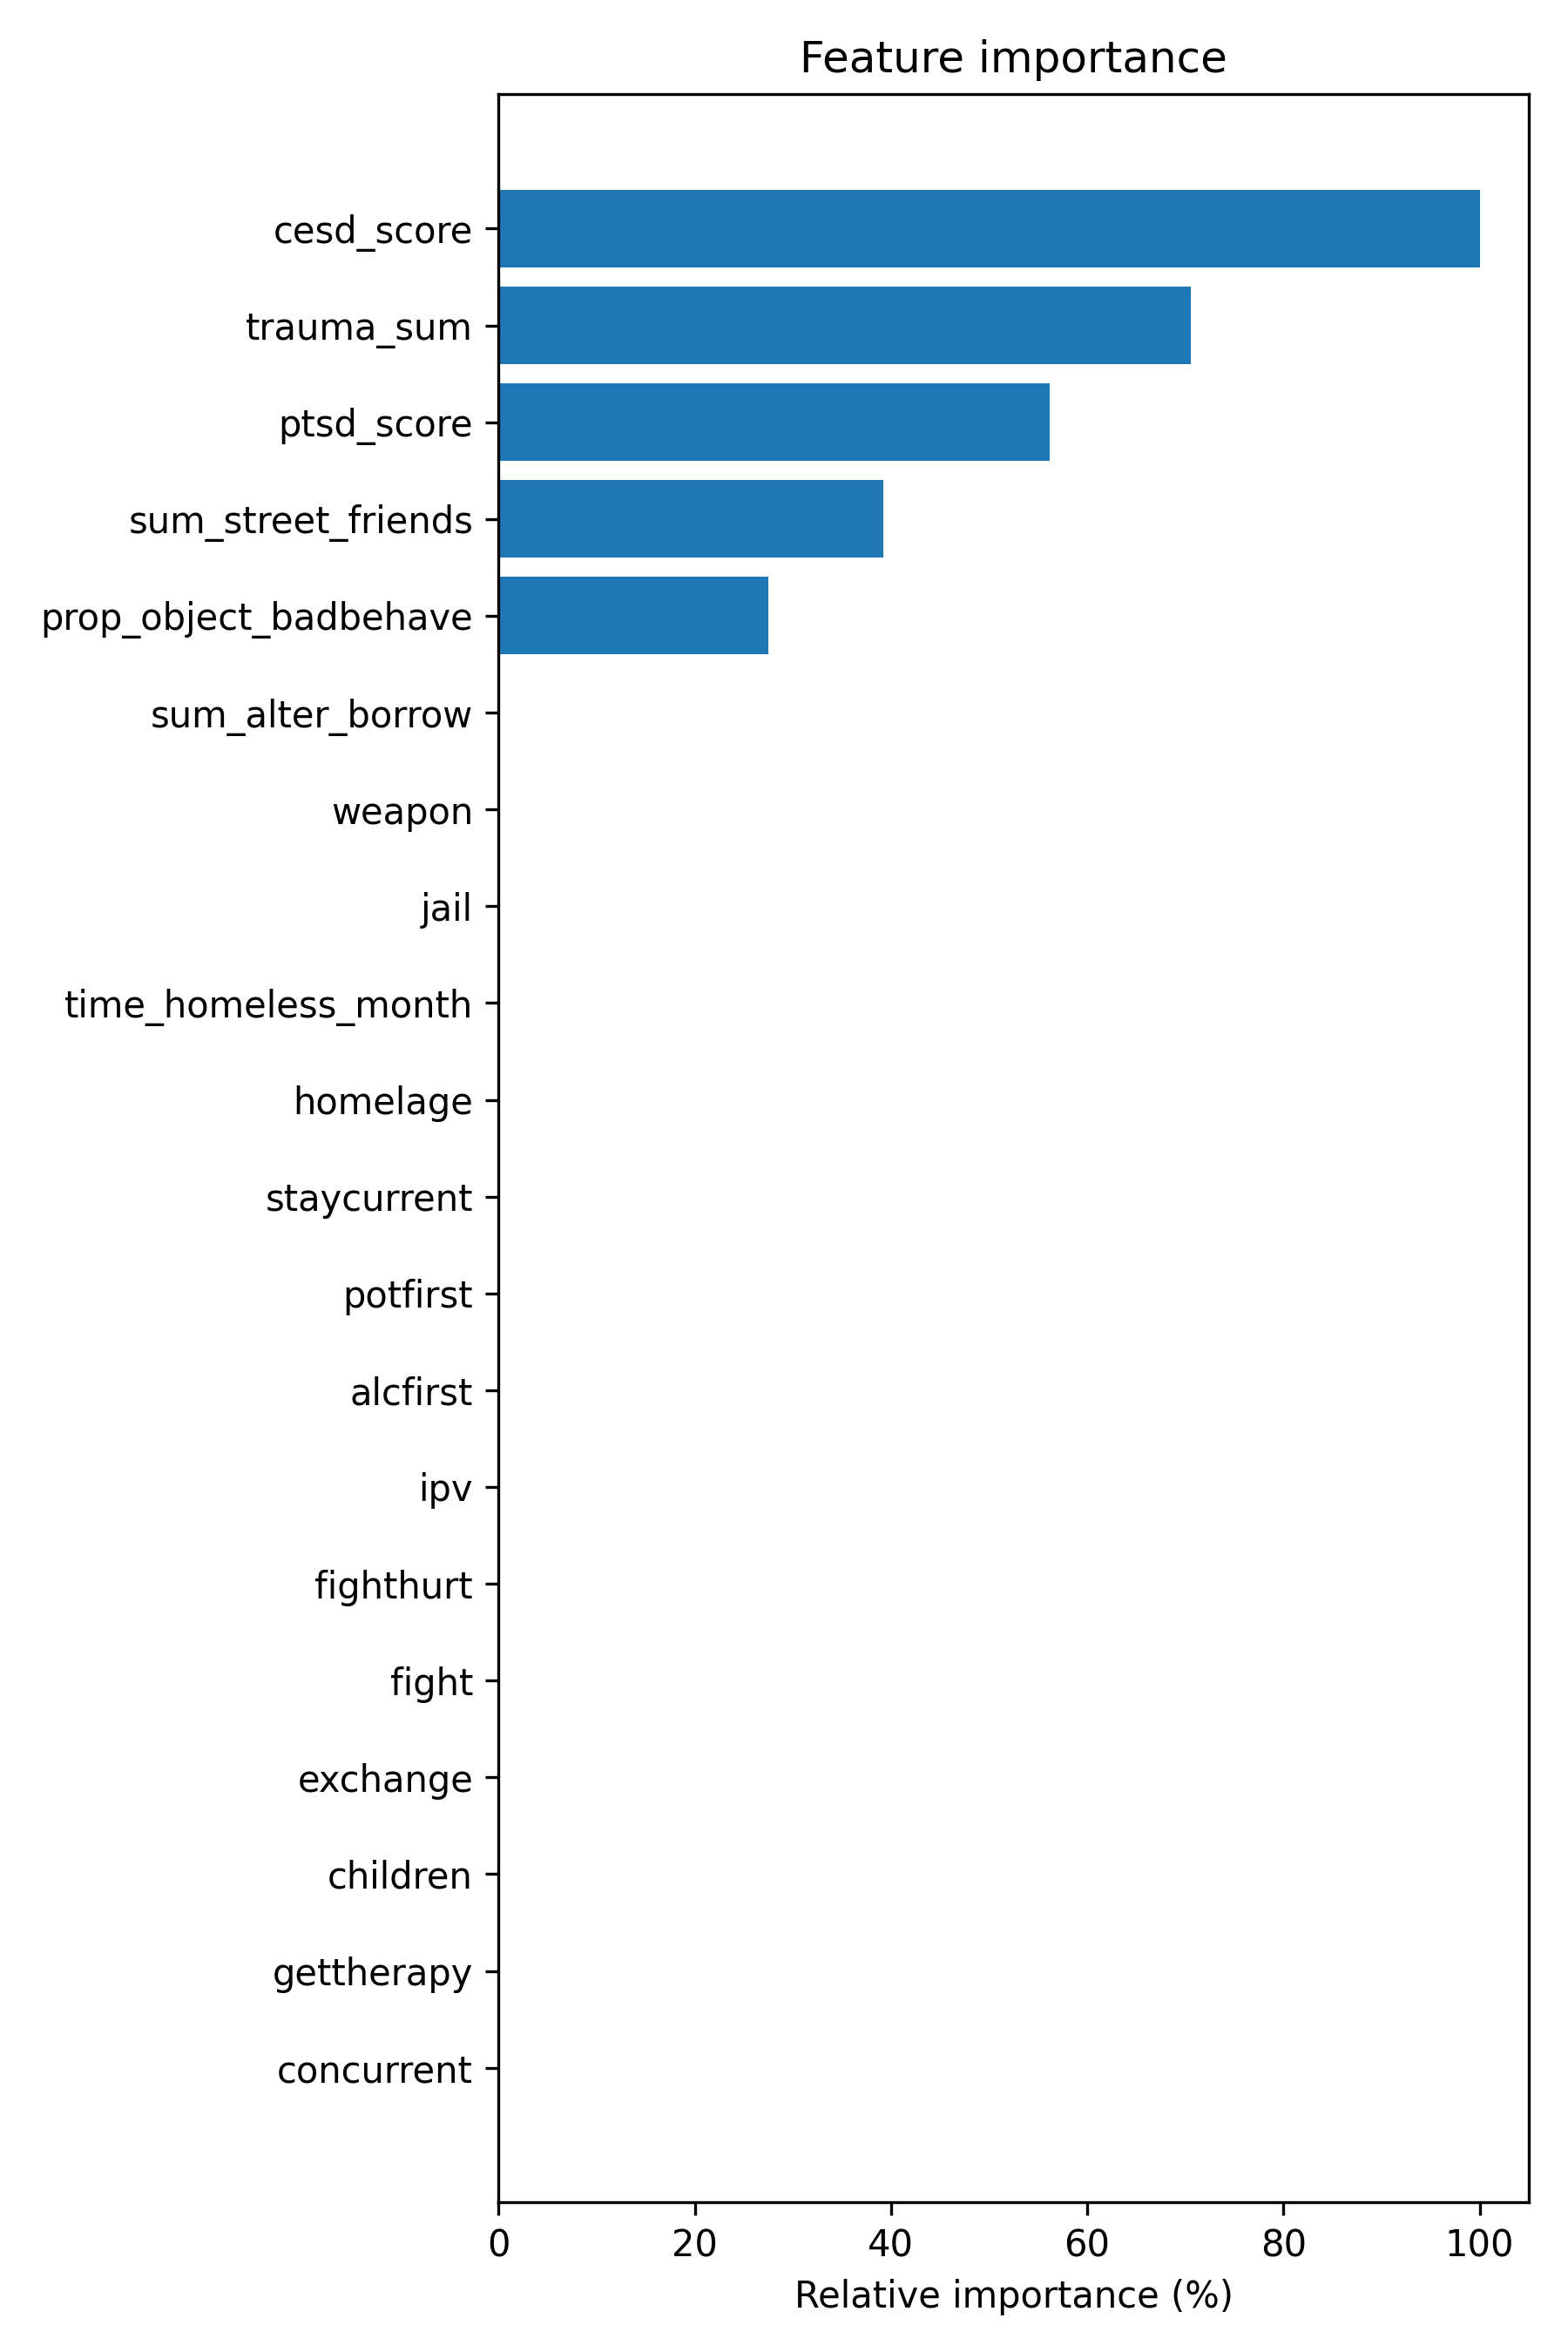 Feature importance
cesd_score
trauma_sum
ptsd_score
sum_street_friends
prop_object_badbehave
sum_alter_borrow
weapon
jail
time_homeless_month
homelage
staycurrent
potfirst
alcfirst
ipv
fighthurt
fight
exchange
children
gettherapy
concurrent
0 20 40 60 80 100
Relative importance (%)